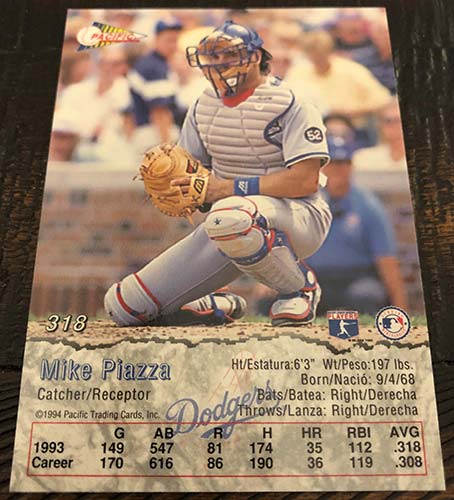 PACIFIC
52
318
PLAYERS
Mike Piazza
Catcher/Receptor
©1994 Pacific Trading Cards, Inc.
Ht/Estatura:6'3" Wt/Peso:197 lbs.
Born/Nació: 9/4/68
Bats/Batea: Right/Derecha
Throws/Lanza: Right/Derecha
Dodgers
G AB R H HR RBI AVG
1993 149 547 81 174 35 112 .318
Career 170 616 86 190 36 119 .308